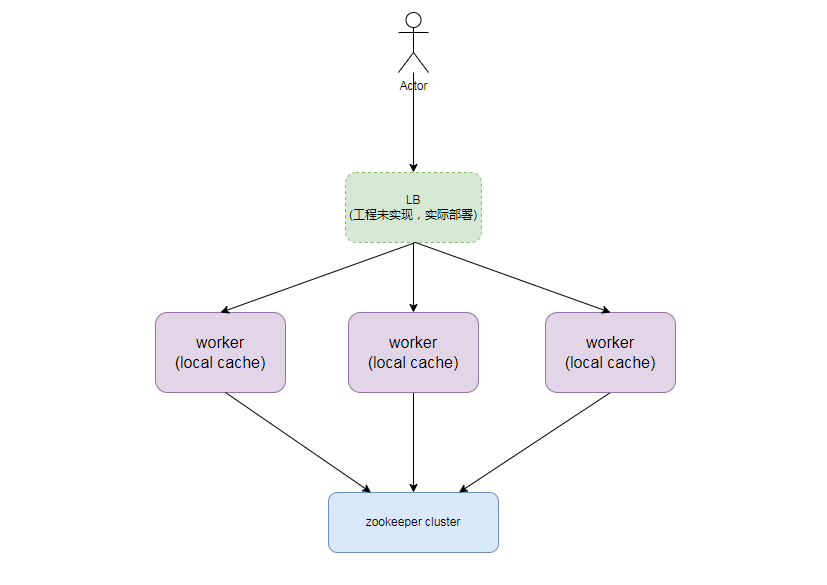 Actor
LB
(工程未实现，实际部署)
worker
(local cache)
worker
(local cache)
worker
(local cache)
zookeeper cluster